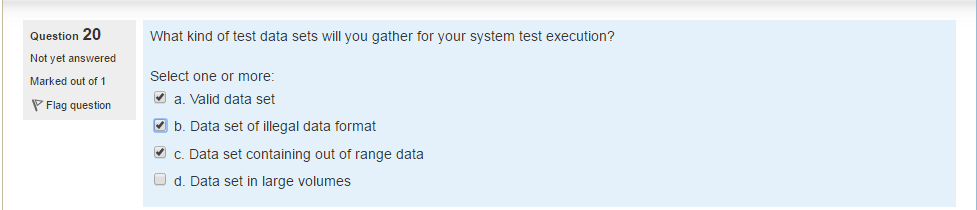 Question 20
Not yet answered
Marked out of 1
Flag question
What kind of test data sets will you gather for your system test execution?
Select one or more:
a. Valid data set
b. Data set of illegal data format
c. Data set containing out of range data
d. Data set in large volumes